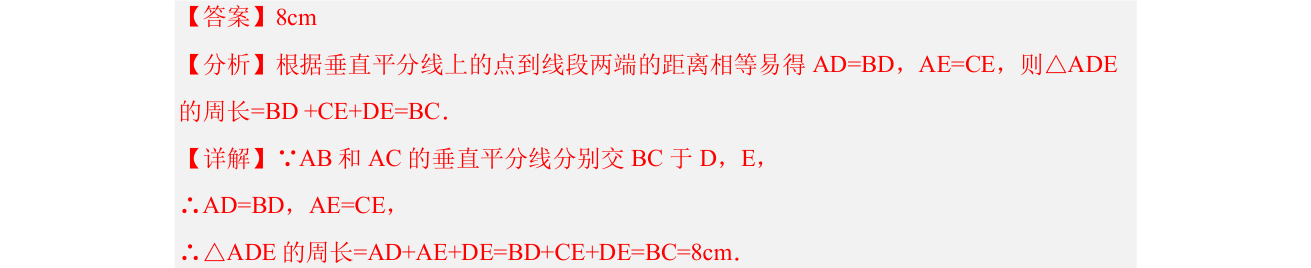 【答案】8cm
【分析】根据垂直平分线上的点到线段两端的距离相等易得 AD=BD，AE=CE，则△ADE
的周长=BD +CE+DE=BC．
【详解】∵AB 和 AC 的垂直平分线分别交 BC 于 D，E，
∴AD=BD，AE=CE，
∴△ADE 的周长=AD+AE+DE=BD+CE+DE=BC=8cm．